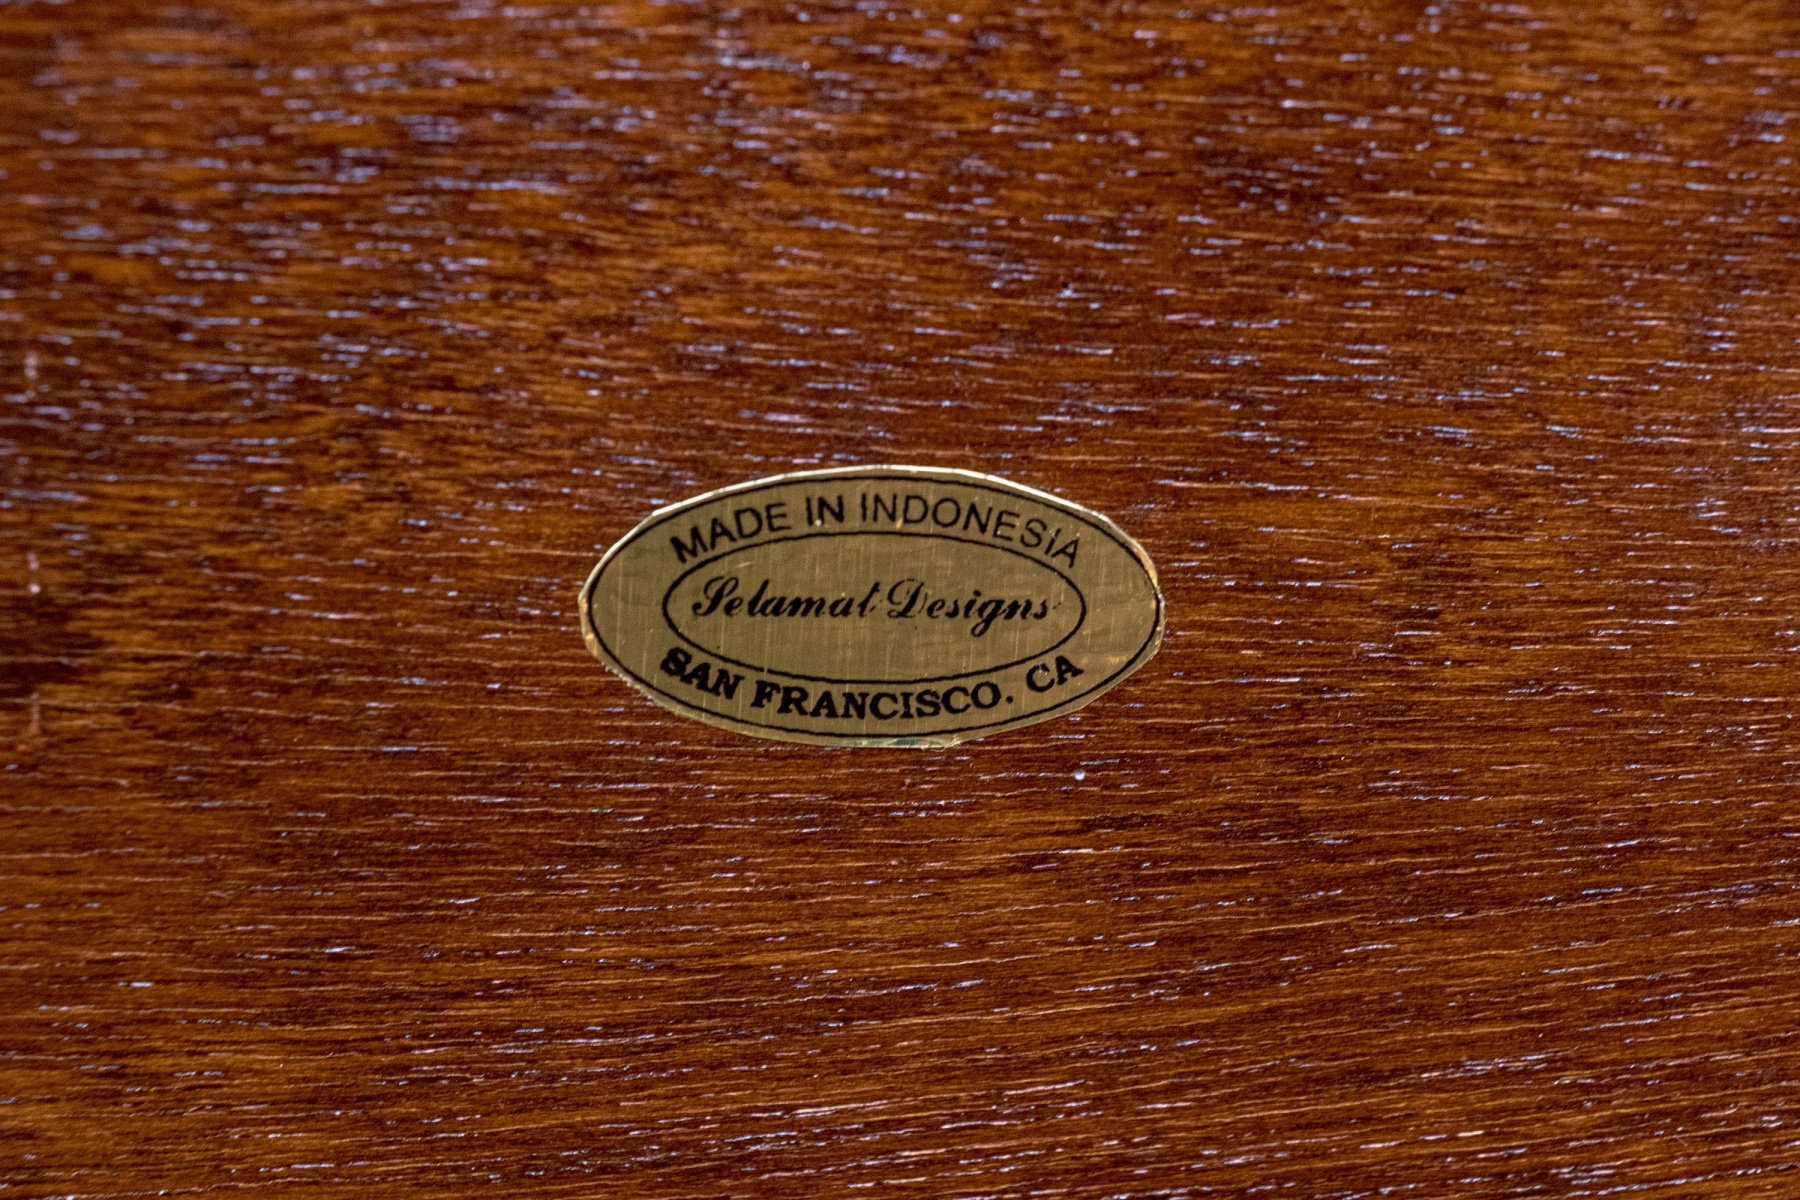 MADE IN INDONESIA
Selamat Designs
SAN FRANCISCO. CA